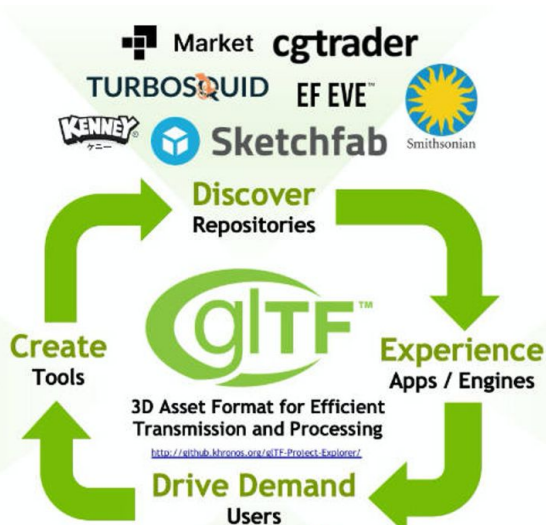 Market cgtrader
TURBOSQUID EF EVE™
KENNEY®
ケニー
Sketchfab
Smithsonian
Discover
Repositories
glTF™
Create
Tools
Experience
Apps / Engines
3D Asset Format for Efficient
Transmission and Processing
http://github.khronos.org/glTF-Project-Explorer/
Drive Demand
Users